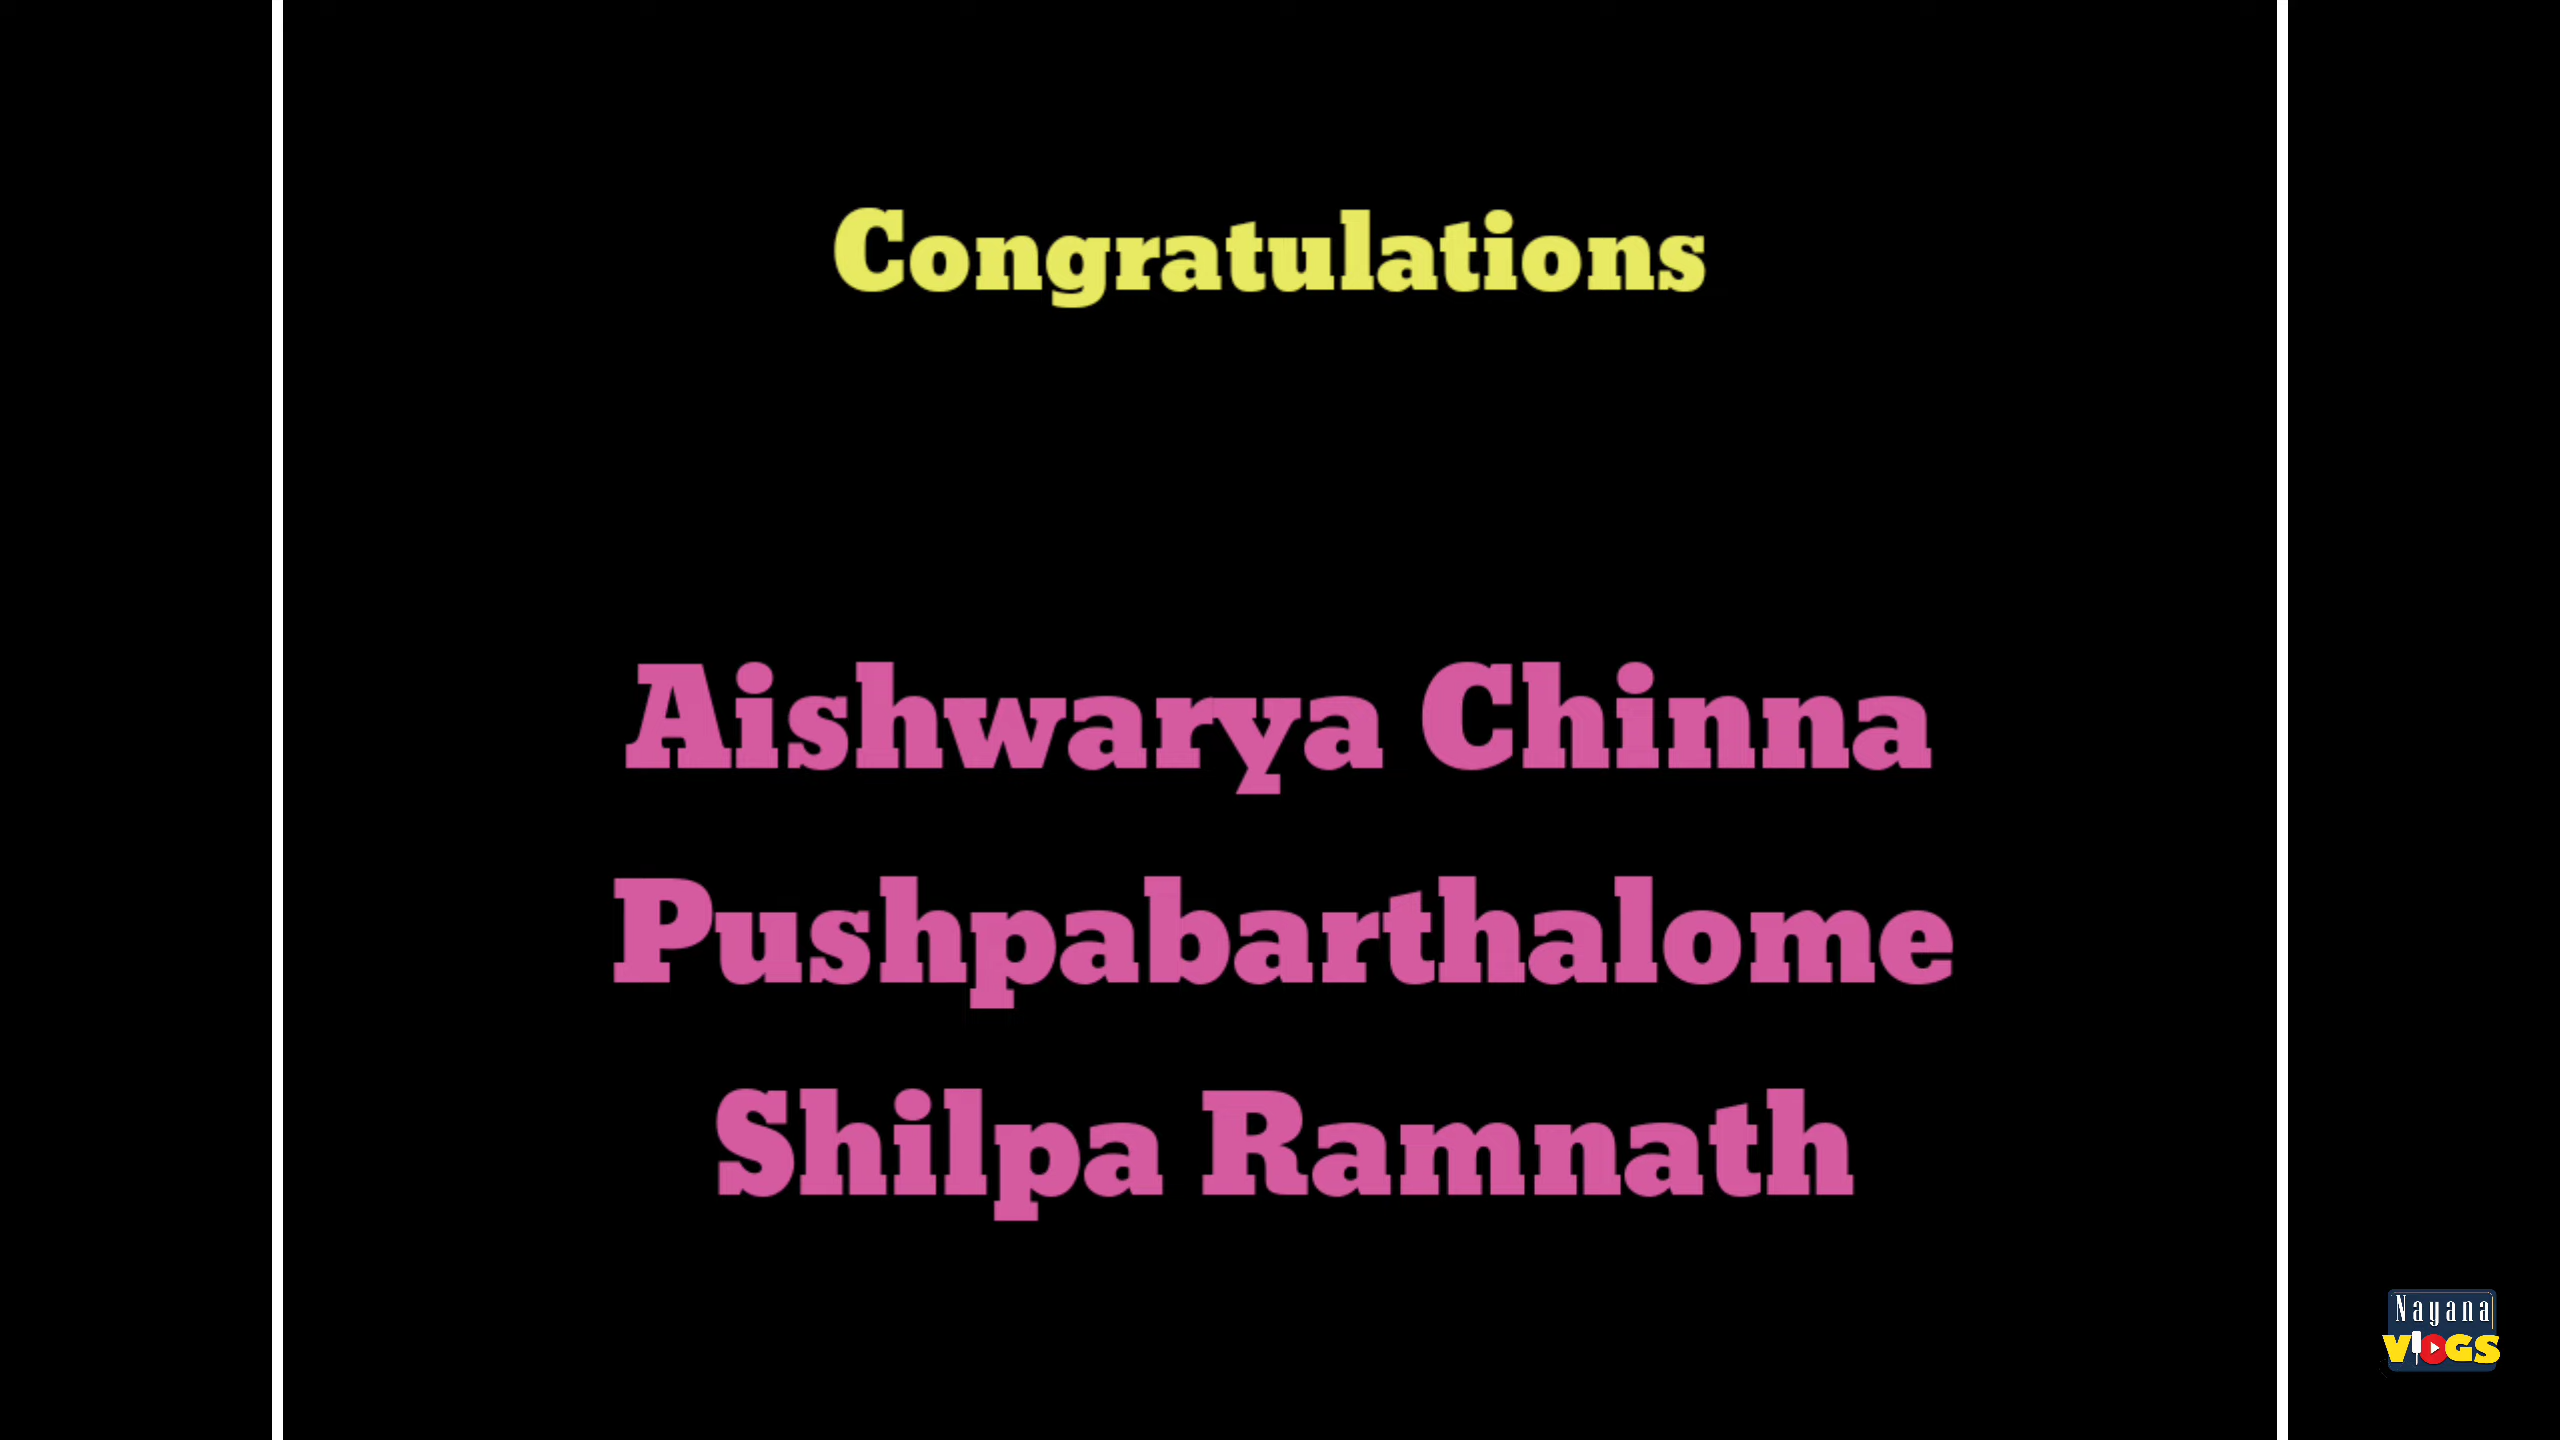 Congratulations
Aishwarya Chinna
Pushpabarthalome
Shilpa Ramnath
Nayana
VlOGS